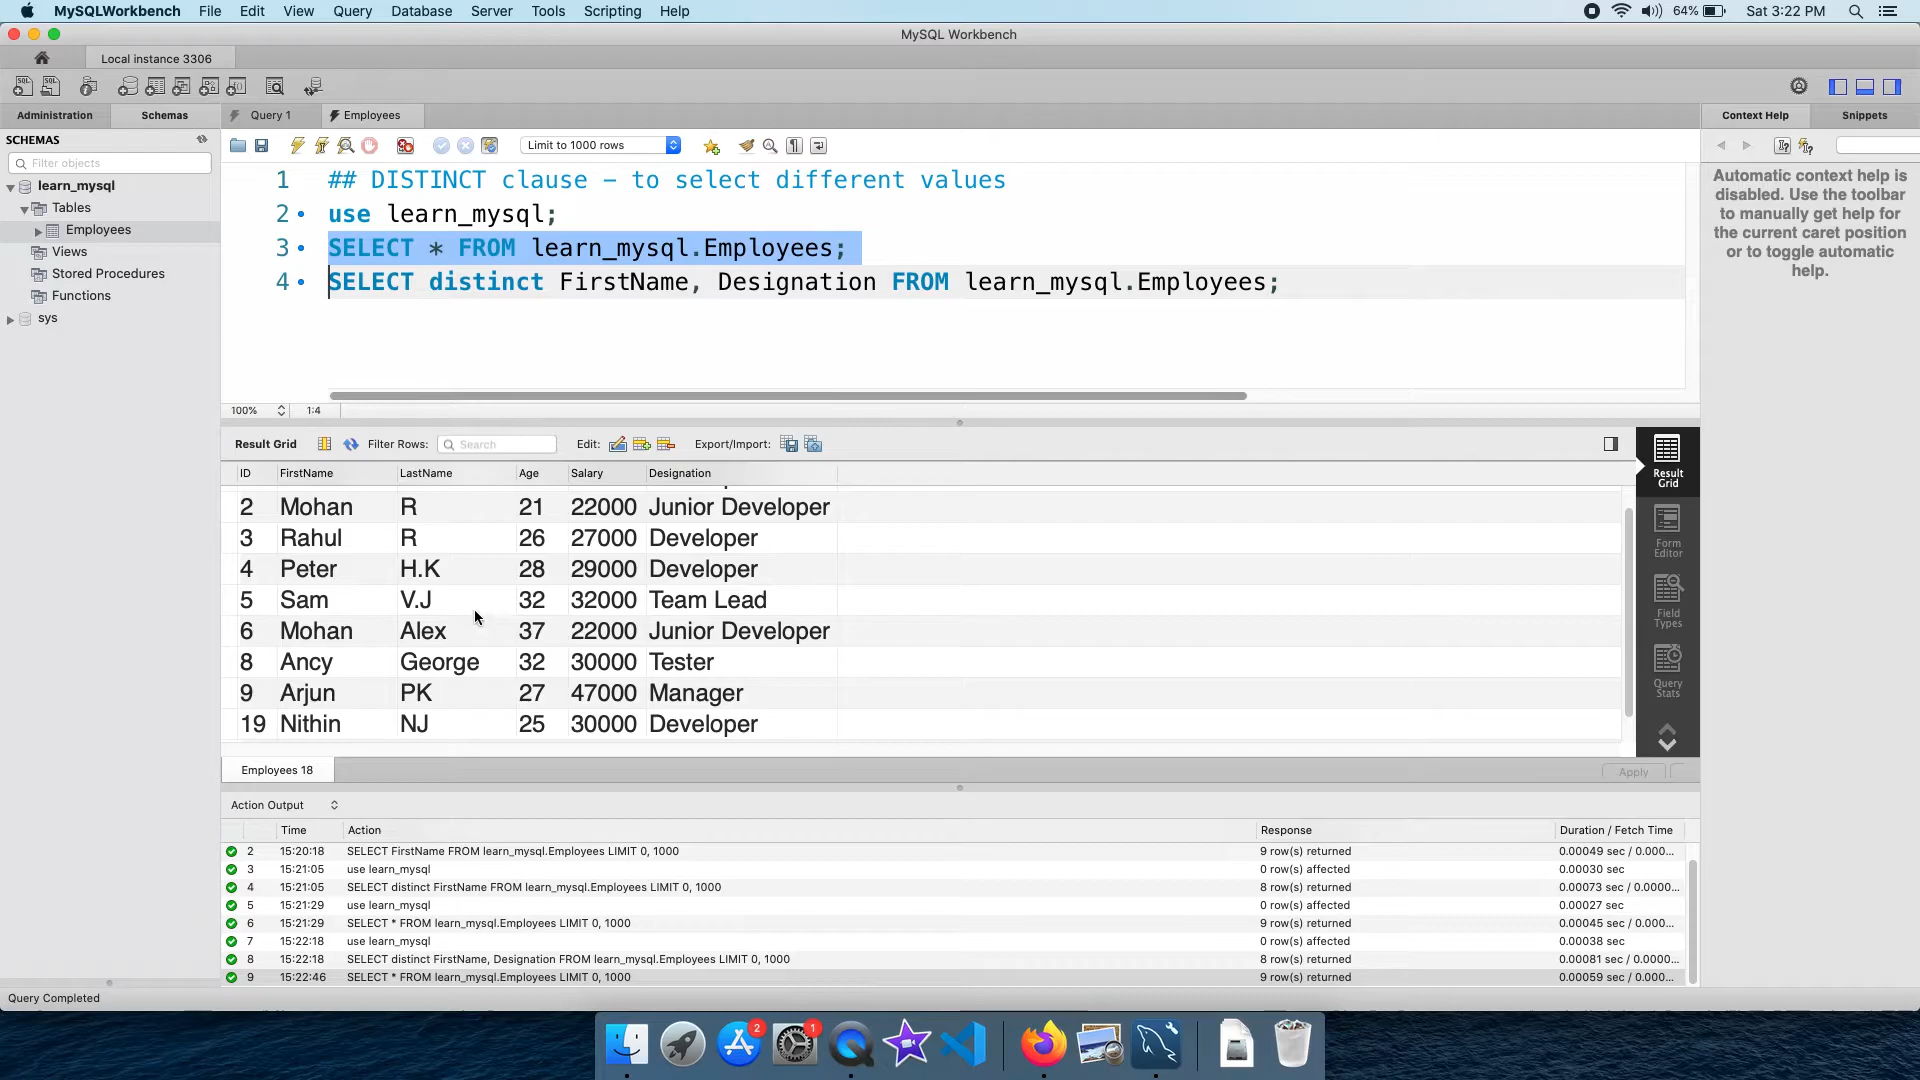 MySQLWorkbench File Edit View Query Database Server Tools Scripting Help 64% Sat 3:22 PM
MySQL Workbench
Local instance 3306
Administration Schemas Query 1 Employees Context Help Snippets
SCHEMAS
Filter objects
learn_mysql
Tables
Employees
Views
Stored Procedures
Functions
sys
Limit to 1000 rows
1 ## DISTINCT clause – to select different values
2 use learn_mysql;
3 SELECT * FROM learn_mysql.Employees;
4 SELECT distinct FirstName, Designation FROM learn_mysql.Employees;
100% 1:4
Automatic context help is
disabled. Use the toolbar
to manually get help for
the current caret position
or to toggle automatic
help.
Result Grid Filter Rows: Search Edit: Export/Import:
ID FirstName LastName Age Salary Designation
2 Mohan R 21 22000 Junior Developer
3 Rahul R 26 27000 Developer
4 Peter H.K 28 29000 Developer
5 Sam V.J 32 32000 Team Lead
6 Mohan Alex 37 22000 Junior Developer
8 Ancy George 32 30000 Tester
9 Arjun PK 27 47000 Manager
19 Nithin NJ 25 30000 Developer
Result
Grid
Form
Editor
Field
Types
Query
Stats
Employees 18 Apply
Action Output
Time Action Response Duration / Fetch Time
2 15:20:18 SELECT FirstName FROM learn_mysql.Employees LIMIT 0, 1000 9 row(s) returned 0.00049 sec / 0.000...
3 15:21:05 use learn_mysql 0 row(s) affected 0.00030 sec
4 15:21:05 SELECT distinct FirstName FROM learn_mysql.Employees LIMIT 0, 1000 8 row(s) returned 0.00073 sec / 0.0000...
5 15:21:29 use learn_mysql 0 row(s) affected 0.00027 sec
6 15:21:29 SELECT * FROM learn_mysql.Employees LIMIT 0, 1000 9 row(s) returned 0.00045 sec / 0.000...
7 15:22:18 use learn_mysql 0 row(s) affected 0.00038 sec
8 15:22:18 SELECT distinct FirstName, Designation FROM learn_mysql.Employees LIMIT 0, 1000 8 row(s) returned 0.00081 sec / 0.0000...
9 15:22:46 SELECT * FROM learn_mysql.Employees LIMIT 0, 1000 9 row(s) returned 0.00059 sec / 0.000...
Query Completed
2 1